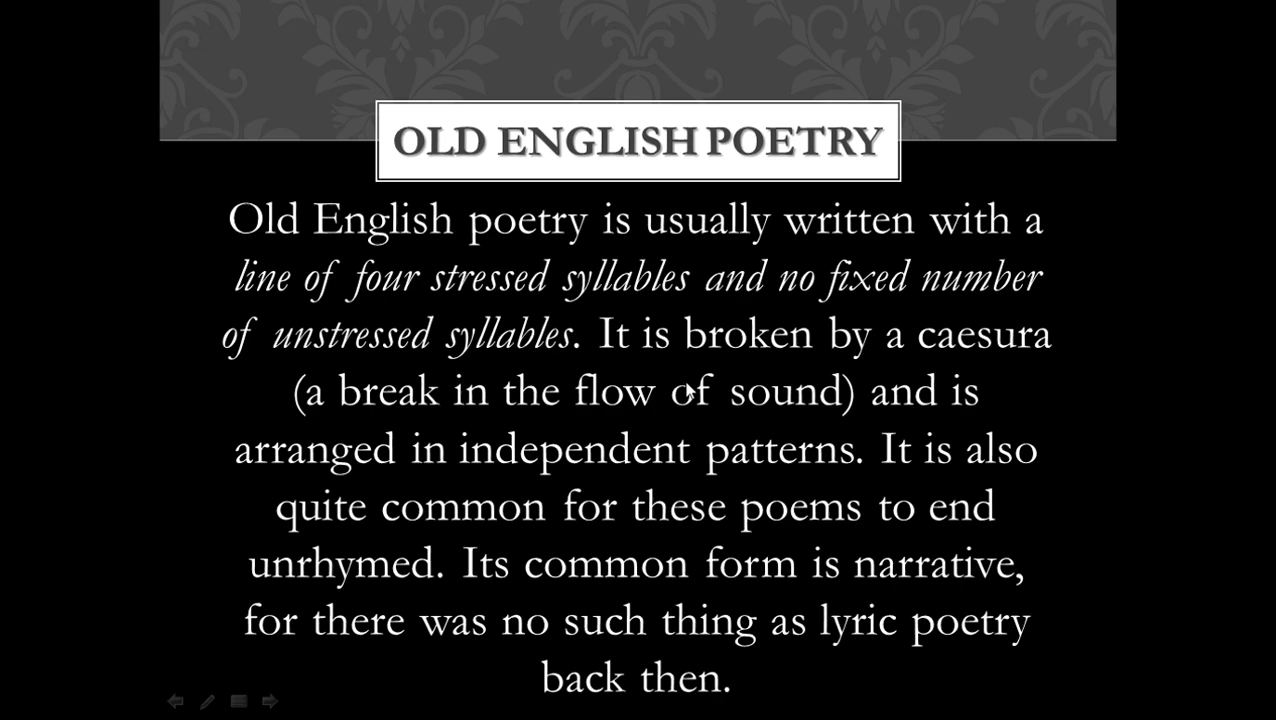 OLD ENGLISH POETRY
Old English poetry is usually written with a
line of four stressed syllables and no fixed number
of unstressed syllables. It is broken by a caesura
(a break in the flow of sound) and is
arranged in independent patterns. It is also
quite common for these poems to end
unrhymed. Its common form is narrative,
for there was no such thing as lyric poetry
back then.